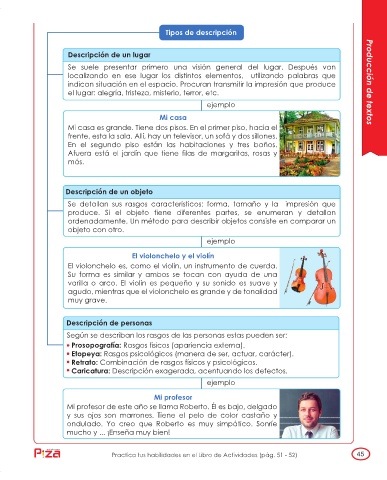 Tipos de descripción
Producción de textos
Descripción de un lugar
Se suele presentar primero una visión general del lugar. Después van
localizando en ese lugar los distintos elementos, utilizando palabras que
indican situación en el espacio. Procuran transmitir la impresión que produce
el lugar: alegría, tristeza, misterio, terror, etc.
ejemplo
Mi casa
Mi casa es grande. Tiene dos pisos. En el primer piso, hacia el
frente, esta la sala. Allí, hay un televisor, un sofá y dos sillones.
En el segundo piso están las habitaciones y tres baños.
Afuera está el jardín que tiene filas de margaritas, rosas y
más.
Descripción de un objeto
Se detallan sus rasgos característicos: forma, tamaño y la impresión que
produce. Si el objeto tiene diferentes partes, se enumeran y detallan
ordenadamente. Un método para describir objetos consiste en comparar un
objeto con otro.
ejemplo
El violonchelo y el violín
El violonchelo es, como el violín, un instrumento de cuerda.
Su forma es similar y ambos se tocan con ayuda de una
varilla o arco. El violín es pequeño y su sonido es suave y
agudo, mientras que el violonchelo es grande y de tonalidad
muy grave.
Descripción de personas
Según se describan los rasgos de las personas estas pueden ser:
• Prosopografía: Rasgos físicos (apariencia externa).
• Etopeya: Rasgos psicológicos (manera de ser, actuar, carácter).
• Retrato: Combinación de rasgos físicos y psicológicos.
• Caricatura: Descripción exagerada, acentuando los defectos.
ejemplo
Mi profesor
Mi profesor de este año se llama Roberto. Él es bajo, delgado
y sus ojos son marrones. Tiene el pelo de color castaño y
ondulado. Yo creo que Roberto es muy simpático. Sonríe
mucho y ... ¡Enseña muy bien!
Practica tus habilidades en el Libro de Actividades (pág. 51 - 52)
45